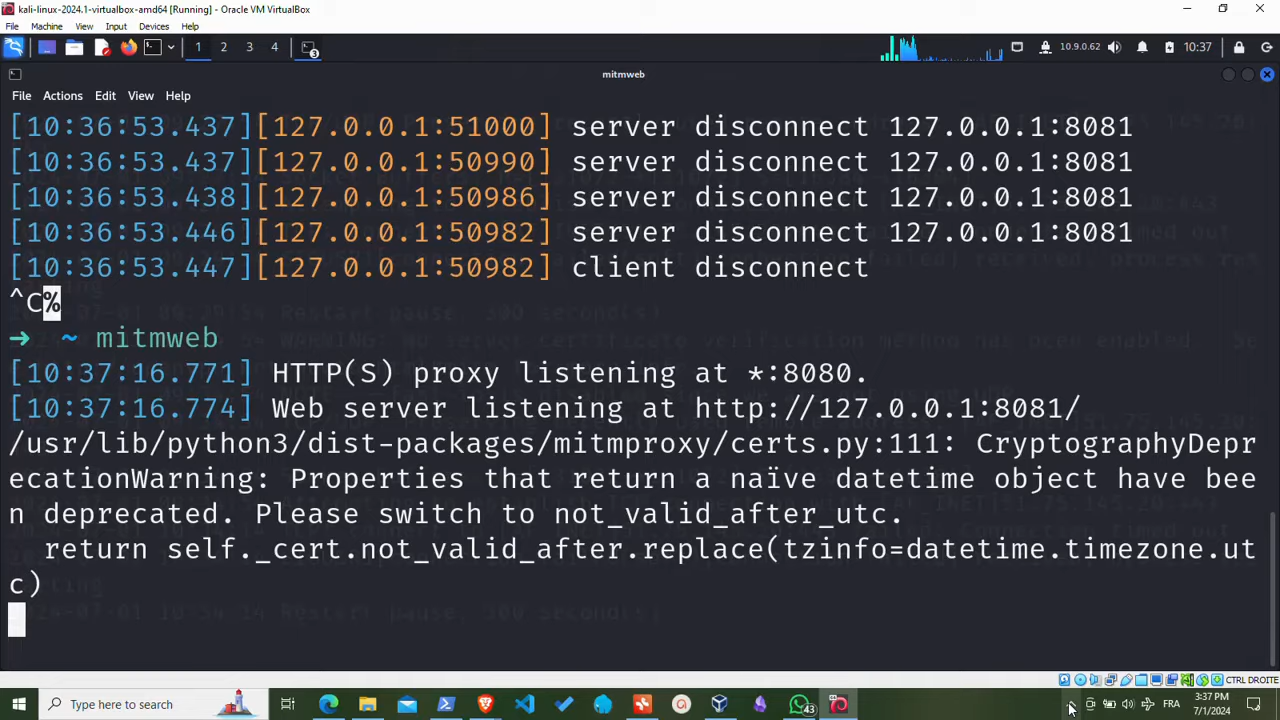 kali-linux-2024.1-virtualbox-amd64 [Running] - Oracle VM VirtualBox
File Machine View Input Devices Help
1 2 3 4 3 10.9.0.62 10:37
mitmweb
File Actions Edit View Help
[10:36:53.437][127.0.0.1:51000] server disconnect 127.0.0.1:8081
[10:36:53.437][127.0.0.1:50990] server disconnect 127.0.0.1:8081
[10:36:53.438][127.0.0.1:50986] server disconnect 127.0.0.1:8081
[10:36:53.446][127.0.0.1:50982] server disconnect 127.0.0.1:8081
[10:36:53.447][127.0.0.1:50982] client disconnect
^C%
➜ ~ mitmweb
[10:37:16.771] HTTP(S) proxy listening at *:8080.
[10:37:16.774] Web server listening at http://127.0.0.1:8081/
/usr/lib/python3/dist-packages/mitmproxy/certs.py:111: CryptographyDepr
ecationWarning: Properties that return a naïve datetime object have bee
n deprecated. Please switch to not_valid_after_utc.
return self._cert.not_valid_after.replace(tzinfo=datetime.timezone.ut
c)
CTRL DROITE
Type here to search
43
FRA
3:37 PM
7/1/2024